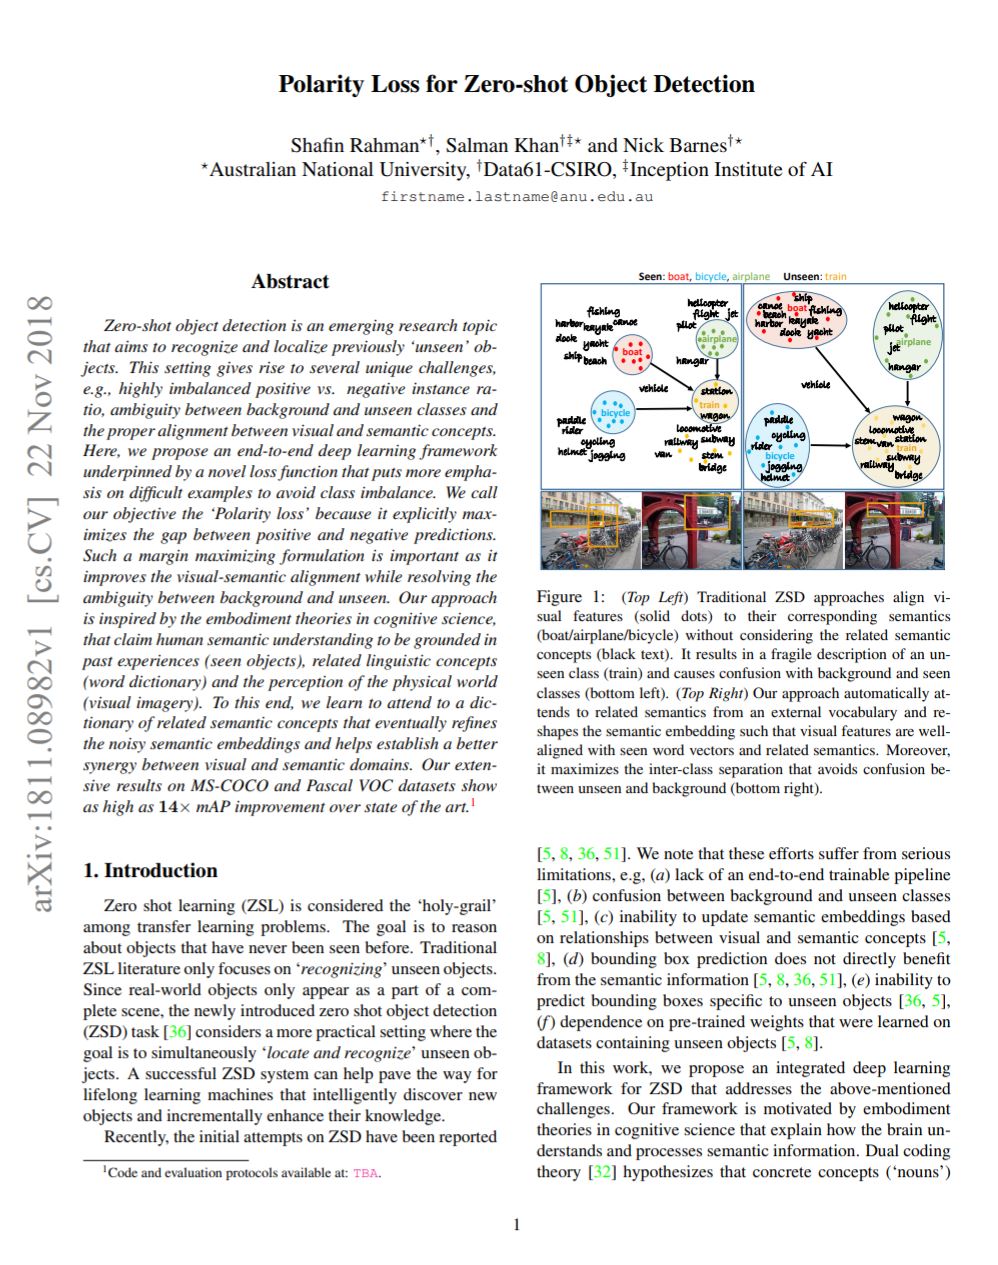 Polarity Loss for Zero-shot Object Detection
Shafin Rahman⋆†, Salman Khan†‡⋆ and Nick Barnes†⋆
⋆Australian National University, †Data61-CSIRO, ‡Inception Institute of AI
firstname.lastname@anu.edu.au
arXiv:1811.08982v1 [cs.CV] 22 Nov 2018
Abstract
Zero-shot object detection is an emerging research topic
that aims to recognize and localize previously ‘unseen’ ob-
jects. This setting gives rise to several unique challenges,
e.g., highly imbalanced positive vs. negative instance ra-
tio, ambiguity between background and unseen classes and
the proper alignment between visual and semantic concepts.
Here, we propose an end-to-end deep learning framework
underpinned by a novel loss function that puts more empha-
sis on difficult examples to avoid class imbalance. We call
our objective the ‘Polarity loss’ because it explicitly max-
imizes the gap between positive and negative predictions.
Such a margin maximizing formulation is important as it
improves the visual-semantic alignment while resolving the
ambiguity between background and unseen. Our approach
is inspired by the embodiment theories in cognitive science,
that claim human semantic understanding to be grounded in
past experiences (seen objects), related linguistic concepts
(word dictionary) and the perception of the physical world
(visual imagery). To this end, we learn to attend to a dic-
tionary of related semantic concepts that eventually refines
the noisy semantic embeddings and helps establish a better
synergy between visual and semantic domains. Our exten-
sive results on MS-COCO and Pascal VOC datasets show
as high as 14× mAP improvement over state of the art.1
1. Introduction
Zero shot learning (ZSL) is considered the ‘holy-grail’
among transfer learning problems. The goal is to reason
about objects that have never been seen before. Traditional
ZSL literature only focuses on ‘recognizing’ unseen objects.
Since real-world objects only appear as a part of a com-
plete scene, the newly introduced zero shot object detection
(ZSD) task [36] considers a more practical setting where the
goal is to simultaneously ‘locate and recognize’ unseen ob-
jects. A successful ZSD system can help pave the way for
lifelong learning machines that intelligently discover new
objects and incrementally enhance their knowledge.
Recently, the initial attempts on ZSD have been reported
1Code and evaluation protocols available at: TBA.
Seen: boat, bicycle, airplane Unseen: train
fishing
harbor kayak canoe
dock yacht
ship beach
boat
helicopter
flight jet
pilot
airplane
hangar
vehicle
station
train
wagon
locomotive
railway subway
van stem
bridge
bicycle
paddle
rider
cycling
helmet jogging
ship
canoe boat fishing
beach
harbor kayak
dock yacht
helicopter
flight
pilot
airplane
jet
hangar
vehicle
paddle
cycling
rider
bicycle
jogging
helmet
wagon
locomotive
stem van station
train
subway
railway
bridge
Figure 1: (Top Left) Traditional ZSD approaches align vi-
sual features (solid dots) to their corresponding semantics
(boat/airplane/bicycle) without considering the related semantic
concepts (black text). It results in a fragile description of an un-
seen class (train) and causes confusion with background and seen
classes (bottom left). (Top Right) Our approach automatically at-
tends to related semantics from an external vocabulary and re-
shapes the semantic embedding such that visual features are well-
aligned with seen word vectors and related semantics. Moreover,
it maximizes the inter-class separation that avoids confusion be-
tween unseen and background (bottom right).
[5, 8, 36, 51]. We note that these efforts suffer from serious
limitations, e.g, (a) lack of an end-to-end trainable pipeline
[5], (b) confusion between background and unseen classes
[5, 51], (c) inability to update semantic embeddings based
on relationships between visual and semantic concepts [5,
8], (d) bounding box prediction does not directly benefit
from the semantic information [5, 8, 36, 51], (e) inability to
predict bounding boxes specific to unseen objects [36, 5],
(f) dependence on pre-trained weights that were learned on
datasets containing unseen objects [5, 8].
In this work, we propose an integrated deep learning
framework for ZSD that addresses the above-mentioned
challenges. Our framework is motivated by embodiment
theories in cognitive science that explain how the brain un-
derstands and processes semantic information. Dual coding
theory [32] hypothesizes that concrete concepts (‘nouns’)
1